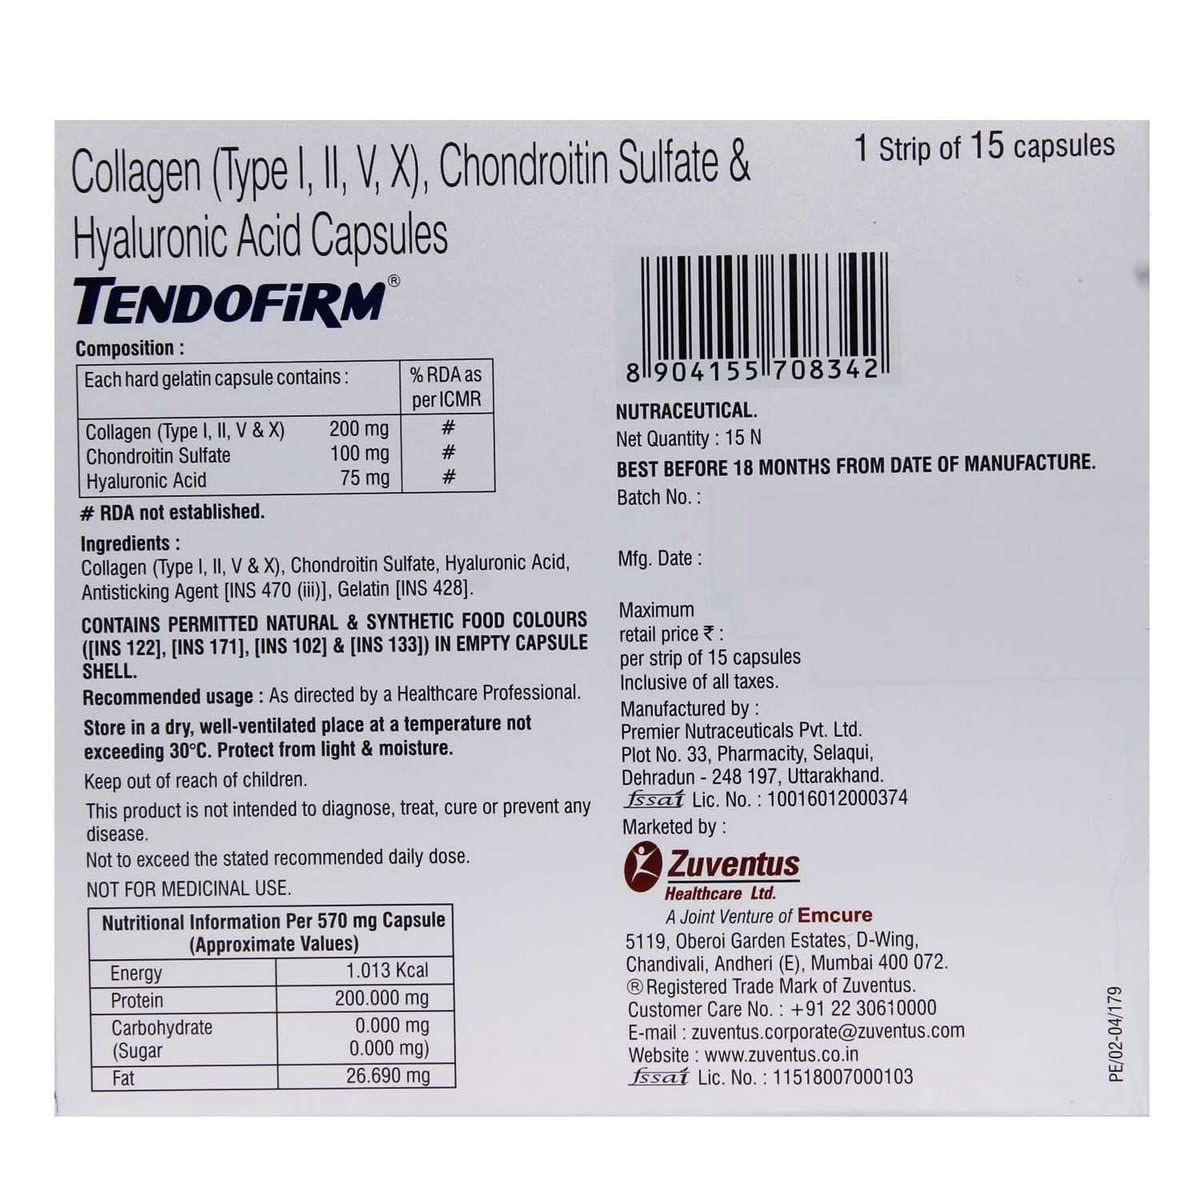 Collagen (Type I, II, V, X), Chondroitin Sulfate &
Hyaluronic Acid Capsules
TENDOFiRM®
Composition :
Each hard gelatin capsule contains : % RDA as per ICMR
Collagen (Type I, II, V & X) 200 mg #
Chondroitin Sulfate 100 mg #
Hyaluronic Acid 75 mg #
# RDA not established.
Ingredients :
Collagen (Type I, II, V & X), Chondroitin Sulfate, Hyaluronic Acid,
Antisticking Agent [INS 470 (iii)], Gelatin [INS 428].
CONTAINS PERMITTED NATURAL & SYNTHETIC FOOD COLOURS
([INS 122], [INS 171], [INS 102] & [INS 133]) IN EMPTY CAPSULE
SHELL.
Recommended usage : As directed by a Healthcare Professional.
Store in a dry, well-ventilated place at a temperature not
exceeding 30°C. Protect from light & moisture.
Keep out of reach of children.
This product is not intended to diagnose, treat, cure or prevent any
disease.
Not to exceed the stated recommended daily dose.
NOT FOR MEDICINAL USE.
Nutritional Information Per 570 mg Capsule
(Approximate Values)
Energy 1.013 Kcal
Protein 200.000 mg
Carbohydrate 0.000 mg
(Sugar 0.000 mg)
Fat 26.690 mg
1 Strip of 15 capsules
8 904155 708342
NUTRACEUTICAL.
Net Quantity : 15 N
BEST BEFORE 18 MONTHS FROM DATE OF MANUFACTURE.
Batch No. :
Mfg. Date :
Maximum
retail price ₹ :
per strip of 15 capsules
Inclusive of all taxes.
Manufactured by :
Premier Nutraceuticals Pvt. Ltd.
Plot No. 33, Pharmacity, Selaqui,
Dehradun - 248 197, Uttarakhand.
fssai Lic. No. : 10016012000374
Marketed by :
Zuventus
Healthcare Ltd.
A Joint Venture of Emcure
5119, Oberoi Garden Estates, D-Wing,
Chandivali, Andheri (E), Mumbai 400 072.
® Registered Trade Mark of Zuventus.
Customer Care No. : +91 22 30610000
E-mail : zuventus.corporate@zuventus.com
Website : www.zuventus.co.in
fssai Lic. No. : 11518007000103
PE/02-04/179